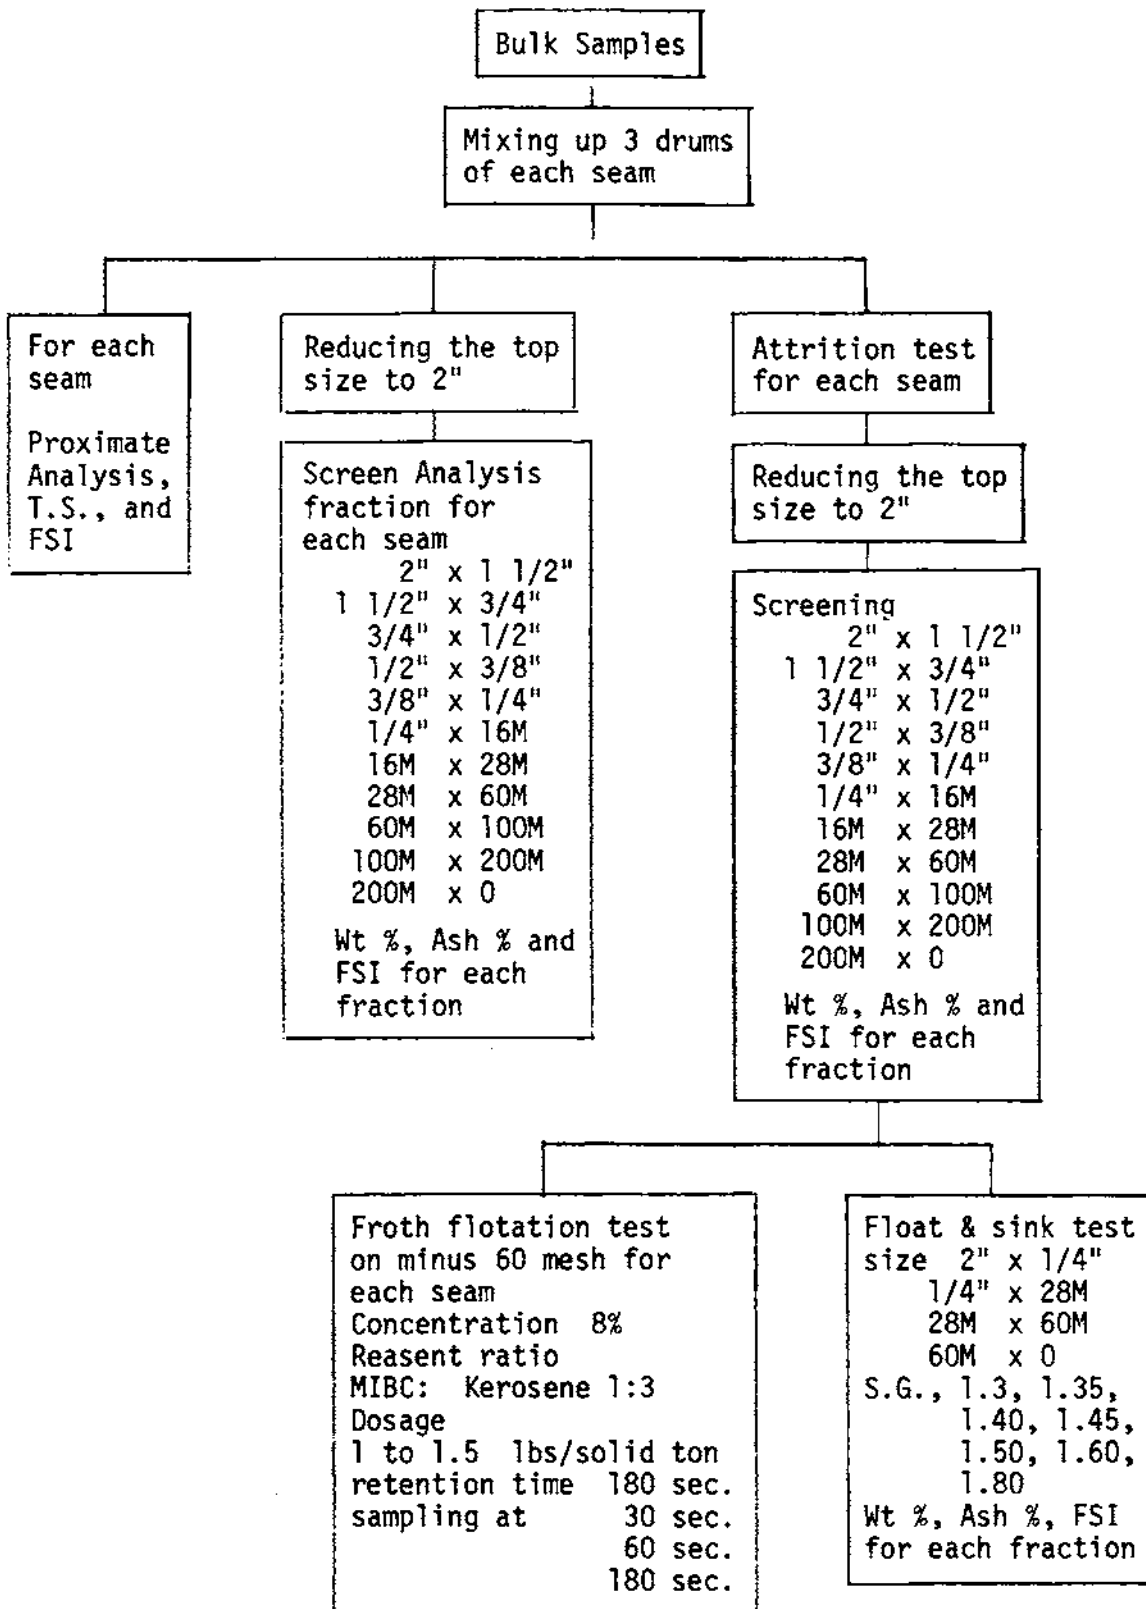 Bulk Samples
Mixing up 3 drums
of each seam
For each
seam
Proximate
Analysis,
T.S., and
FSI
Reducing the top
size to 2"
Screen Analysis
fraction for
each seam
2" x 1 1/2"
1 1/2" x 3/4"
3/4" x 1/2"
1/2" x 3/8"
3/8" x 1/4"
1/4" x 16M
16M x 28M
28M x 60M
60M x 100M
100M x 200M
200M x 0
Wt %, Ash % and
FSI for each
fraction
Attrition test
for each seam
Reducing the top
size to 2"
Screening
2" x 1 1/2"
1 1/2" x 3/4"
3/4" x 1/2"
1/2" x 3/8"
3/8" x 1/4"
1/4" x 16M
16M x 28M
28M x 60M
60M x 100M
100M x 200M
200M x 0
Wt %, Ash % and
FSI for each
fraction
Froth flotation test
on minus 60 mesh for
each seam
Concentration 8%
Reasent ratio
MIBC: Kerosene 1:3
Dosage
1 to 1.5 lbs/solid ton
retention time 180 sec.
sampling at 30 sec.
60 sec.
180 sec.
Float & sink test
size 2" x 1/4"
1/4" x 28M
28M x 60M
60M x 0
S.G., 1.3, 1.35,
1.40, 1.45,
1.50, 1.60,
1.80
Wt %, Ash %, FSI
for each fraction